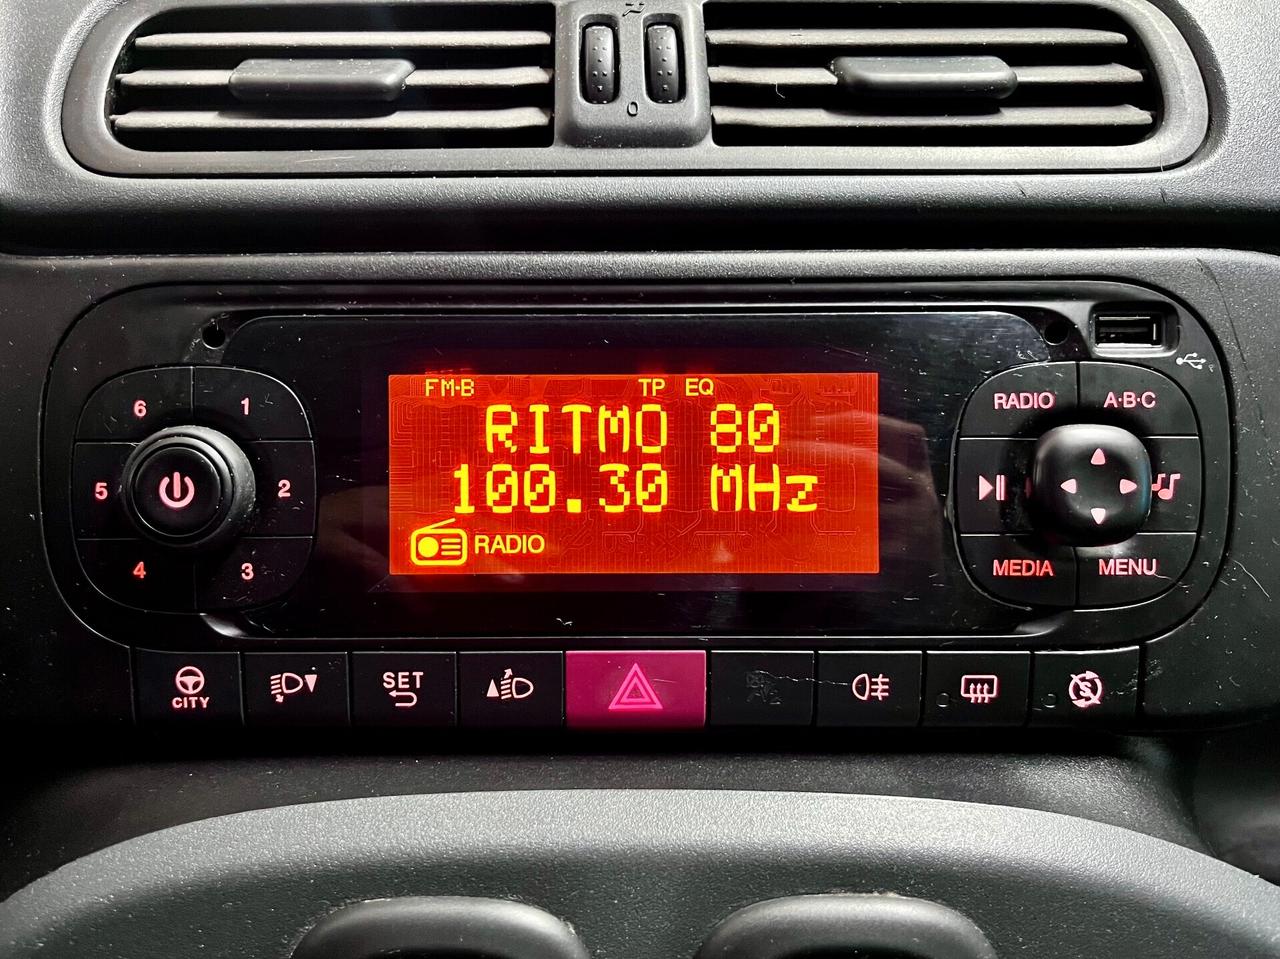 0
FM-B TP EQ
RITMO 80
100.30 MHz
RADIO
6 1
5 2
4 3
RADIO A·B·C
MEDIA MENU
CITY
SET
S